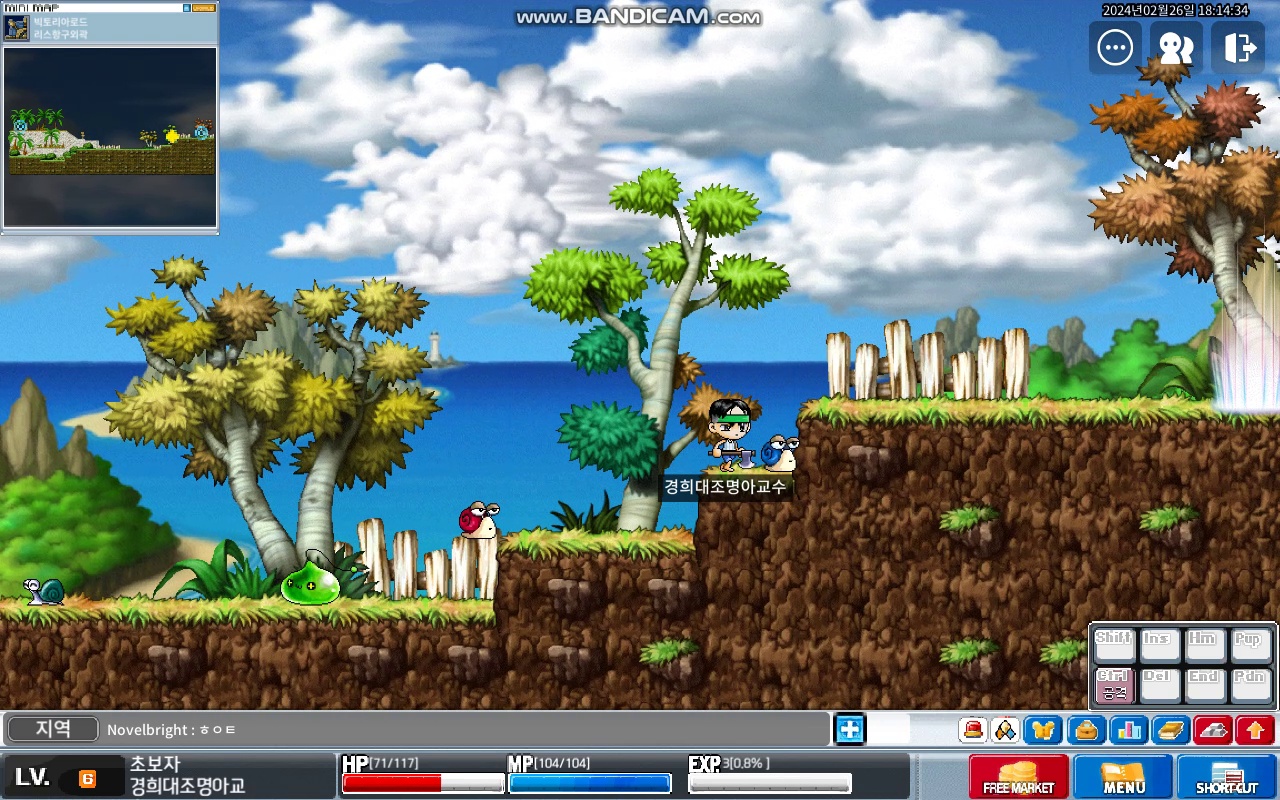 MINI MAP
WORLD
빅토리아로드
리스항구외곽
www.BANDICAM.com
2024년02월26일 18:14:34
경희대조명아교수
Shift Ins Hm Pup
Ctrl Del End Pdn
공격
지역 Novelbright : ㅎㅇㅌ
LV. 6
초보자
경희대조명아교
HP[71/117] MP[104/104] EXP 3[0.8% ]
FREE MARKET MENU SHORTCUT